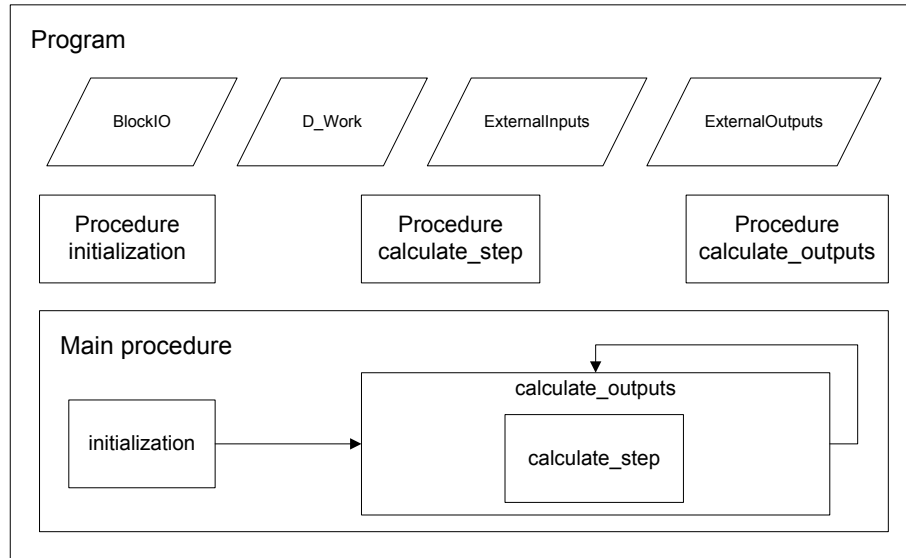 Program
BlockIO
D_Work
ExternalInputs
ExternalOutputs
Procedure
initialization
Procedure
calculate_step
Procedure
calculate_outputs
Main procedure
calculate_outputs
initialization
calculate_step